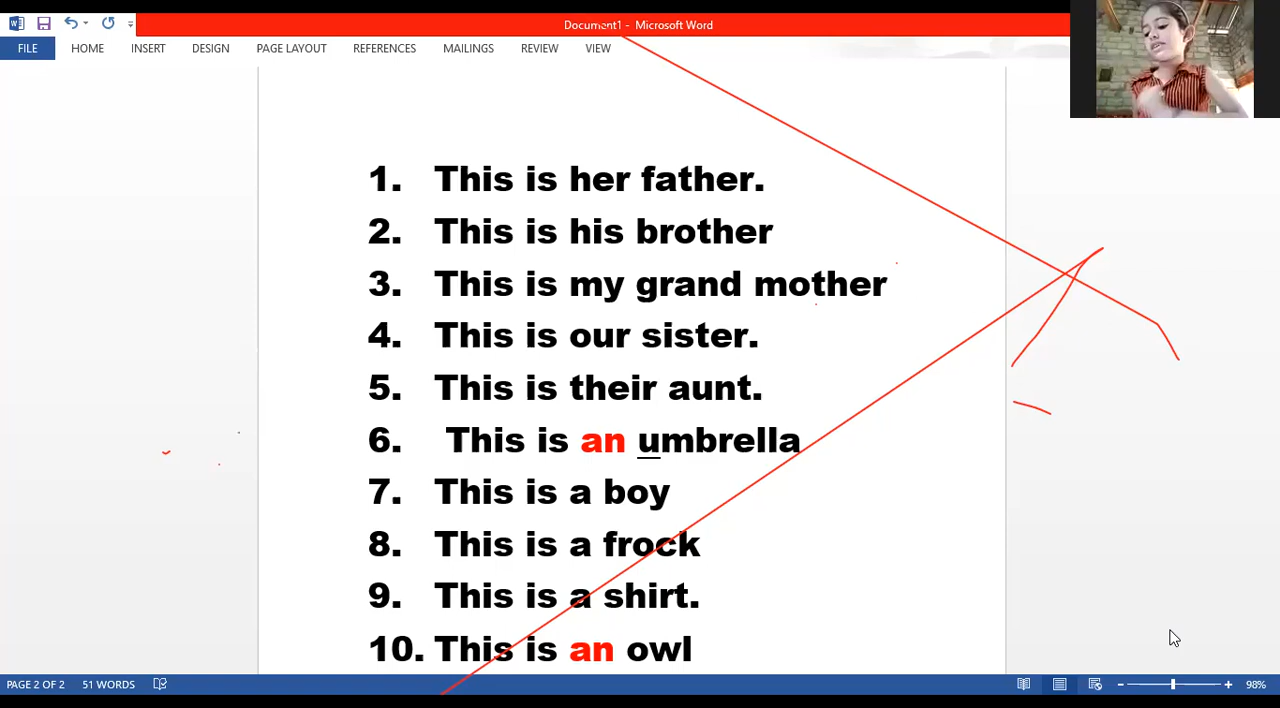 Document1 - Microsoft Word
FILE HOME INSERT DESIGN PAGE LAYOUT REFERENCES MAILINGS REVIEW VIEW
1. This is her father.
2. This is his brother
3. This is my grand mother
4. This is our sister.
5. This is their aunt.
6. This is an umbrella
7. This is a boy
8. This is a frock
9. This is a shirt.
10. This is an owl
PAGE 2 OF 2 51 WORDS 98%